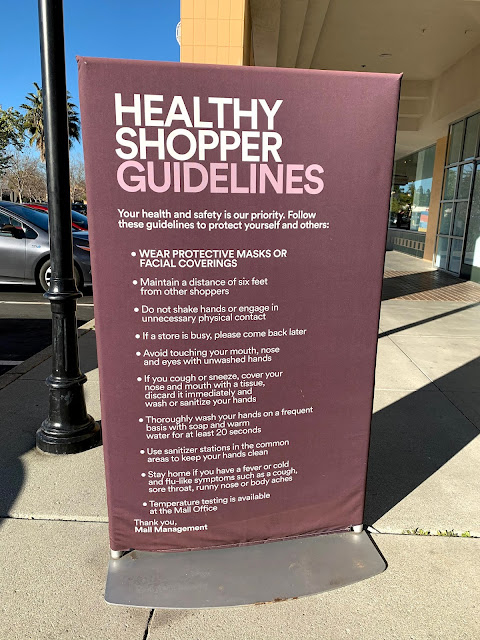 HEALTHY
SHOPPER
GUIDELINES
Your health and safety is our priority. Follow
these guidelines to protect yourself and others:
• WEAR PROTECTIVE MASKS OR
FACIAL COVERINGS
• Maintain a distance of six feet
from other shoppers
• Do not shake hands or engage in
unnecessary physical contact
• If a store is busy, please come back later
• Avoid touching your mouth, nose
and eyes with unwashed hands
• If you cough or sneeze, cover your
nose and mouth with a tissue,
discard it immediately and
wash or sanitize your hands
• Thoroughly wash your hands on a frequent
basis with soap and warm
water for at least 20 seconds
• Use sanitizer stations in the common
areas to keep your hands clean
• Stay home if you have a fever or cold
and flu-like symptoms such as a cough,
sore throat, runny nose or body aches
• Temperature testing is available
at the Mall Office
Thank you,
Mall Management